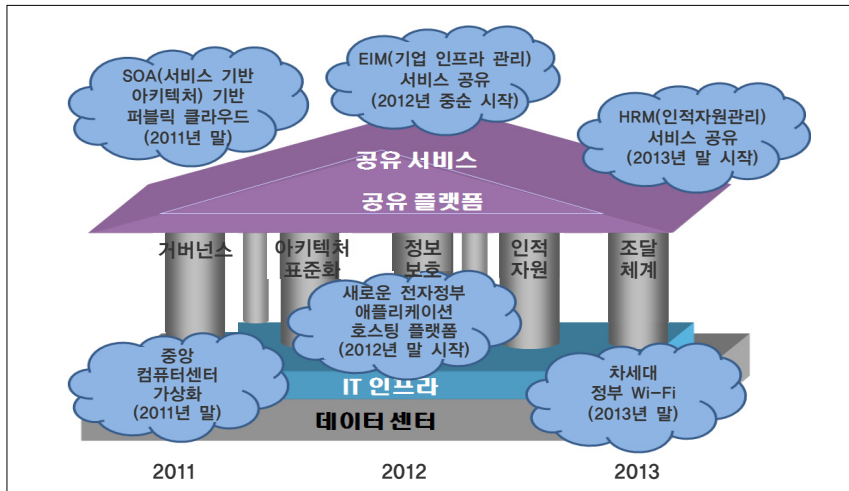 SOA(서비스 기반
아키텍처) 기반
퍼블릭 클라우드
(2011년 말)
EIM(기업 인프라 관리)
서비스 공유
(2012년 중순 시작)
HRM(인적자원관리)
서비스 공유
(2013년 말 시작)
공유 서비스
공유 플랫폼
거버넌스
아키텍처
표준화
정보
보호
인적
자원
조달
체계
새로운 전자정부
애플리케이션
호스팅 플랫폼
(2012년 말 시작)
중앙
컴퓨터센터
가상화
(2011년 말)
차세대
정부 Wi-Fi
(2013년 말)
IT 인프라
데이터 센터
2011
2012
2013